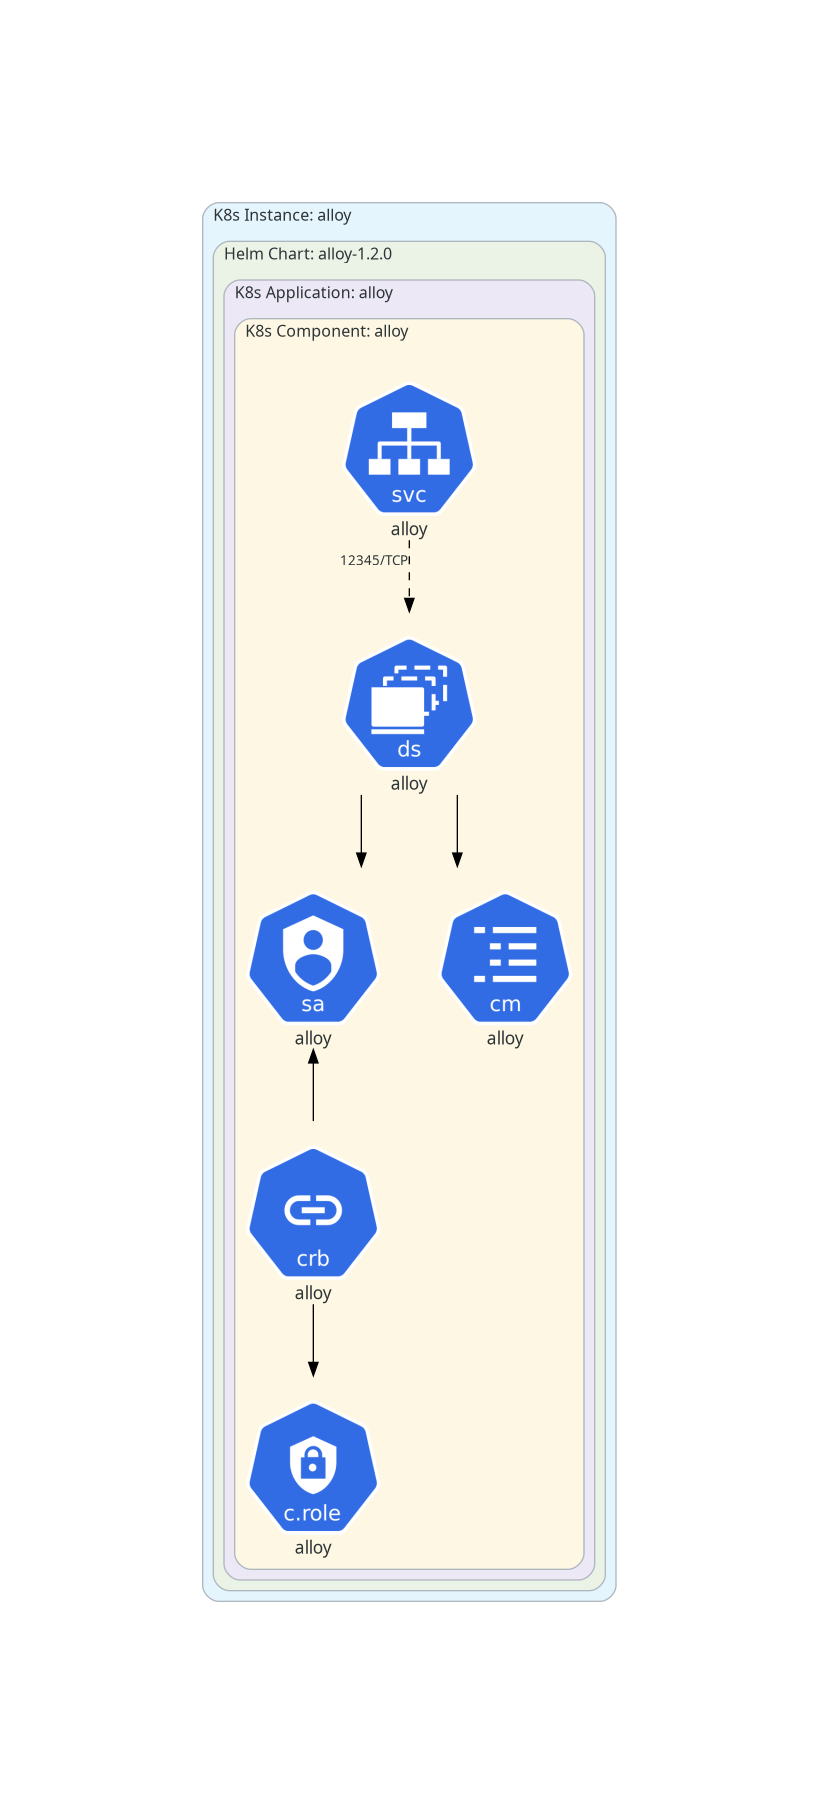 K8s Instance: alloy
Helm Chart: alloy-1.2.0
K8s Application: alloy
K8s Component: alloy
svc
alloy
12345/TCP
ds
alloy
sa
alloy
cm
alloy
crb
alloy
c.role
alloy